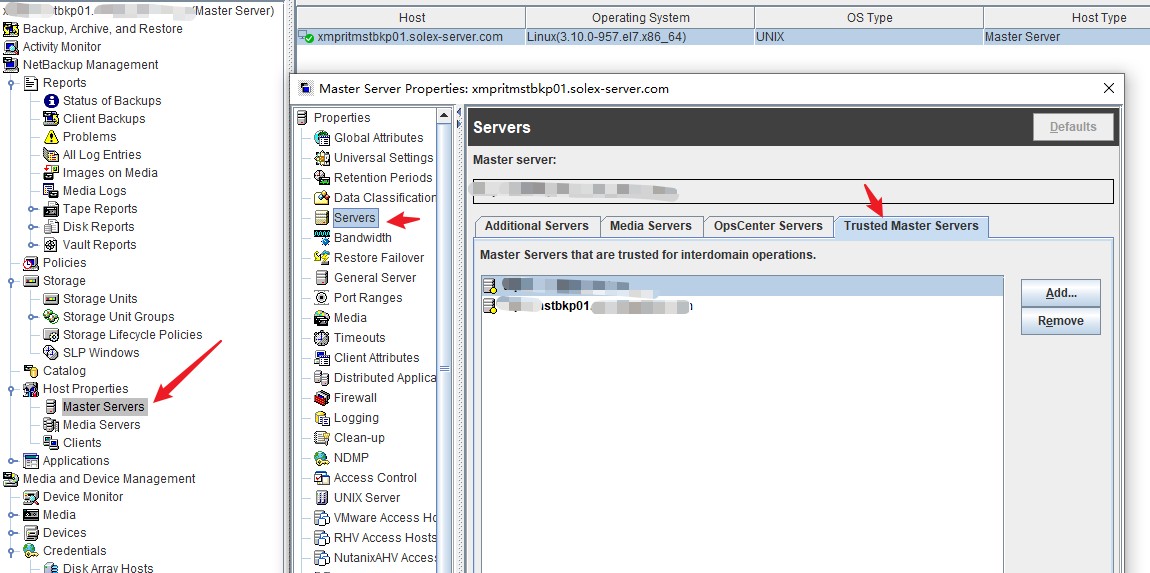 tbkp01. (Master Server)
Backup, Archive, and Restore
Activity Monitor
NetBackup Management
Reports
Status of Backups
Client Backups
Problems
All Log Entries
Images on Media
Media Logs
Tape Reports
Disk Reports
Vault Reports
Policies
Storage
Storage Units
Storage Unit Groups
Storage Lifecycle Policies
SLP Windows
Catalog
Host Properties
Master Servers
Media Servers
Clients
Applications
Media and Device Management
Device Monitor
Media
Devices
Credentials
Disk Array Hosts
Host Operating System OS Type Host Type
xmpritmstbkp01.solex-server.com Linux(3.10.0-957.el7.x86_64) UNIX Master Server
Master Server Properties: xmpritmstbkp01.solex-server.com
Properties
Global Attributes
Universal Settings
Retention Periods
Data Classification
Servers
Bandwidth
Restore Failover
General Server
Port Ranges
Media
Timeouts
Client Attributes
Distributed Applica
Firewall
Logging
Clean-up
NDMP
Access Control
UNIX Server
VMware Access Ho
RHV Access Hosts
NutanixAHV Acces
Servers
Defaults
Master server:
Additional Servers Media Servers OpsCenter Servers Trusted Master Servers
Master Servers that are trusted for interdomain operations.
mstbkp01.
Add...
Remove